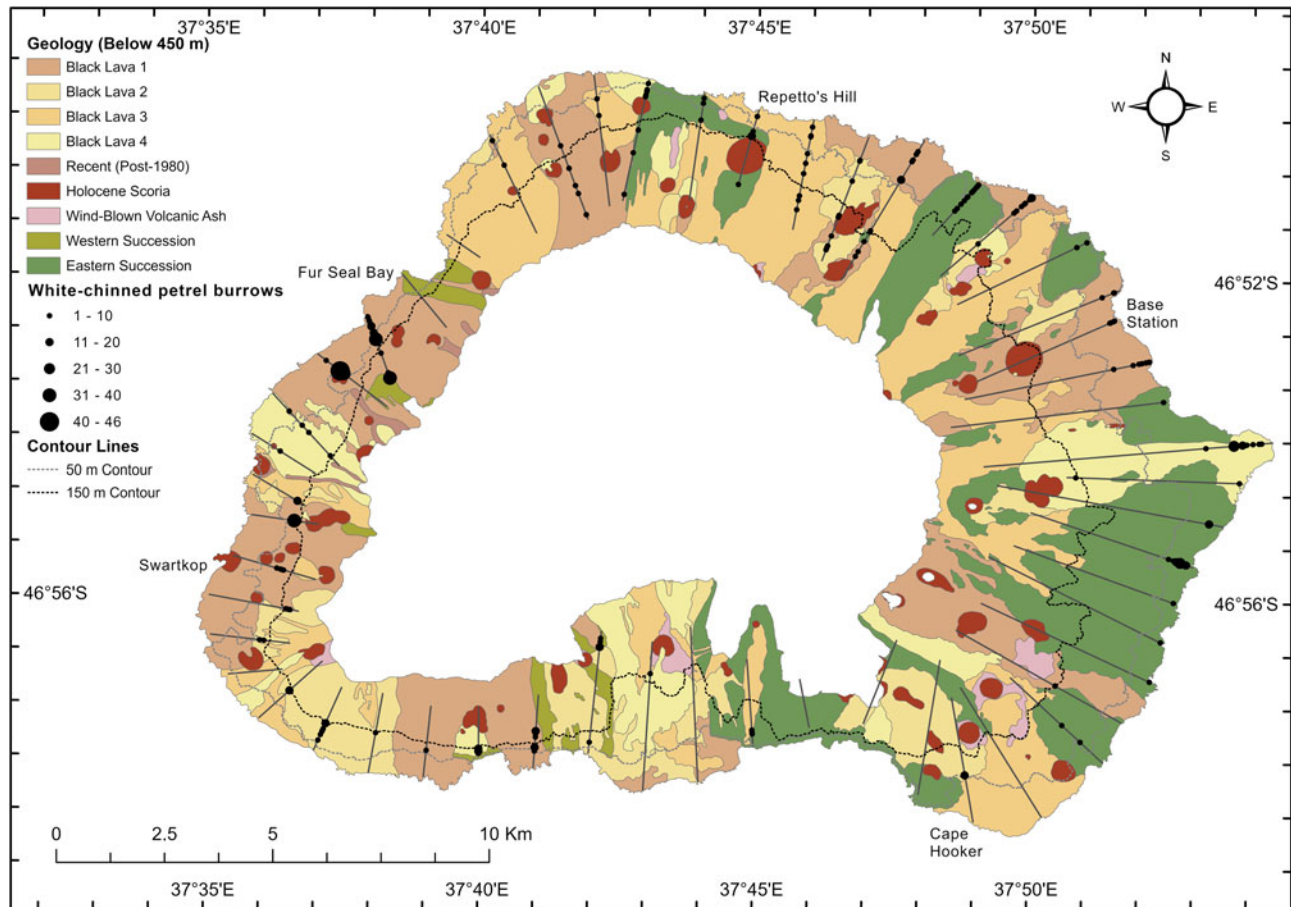 37°35'E 37°40'E 37°45'E 37°50'E
Geology (Below 450 m)
Black Lava 1
Black Lava 2
Black Lava 3
Black Lava 4
Recent (Post-1980)
Holocene Scoria
Wind-Blown Volcanic Ash
Western Succession
Eastern Succession
White-chinned petrel burrows
1 - 10
11 - 20
21 - 30
31 - 40
40 - 46
Contour Lines
50 m Contour
150 m Contour
N
W E
S
Repetto's Hill
Fur Seal Bay
46°52'S
Base
Station
Swartkop
46°56'S 46°56'S
Cape
Hooker
0 2.5 5 10 Km
37°35'E 37°40'E 37°45'E 37°50'E